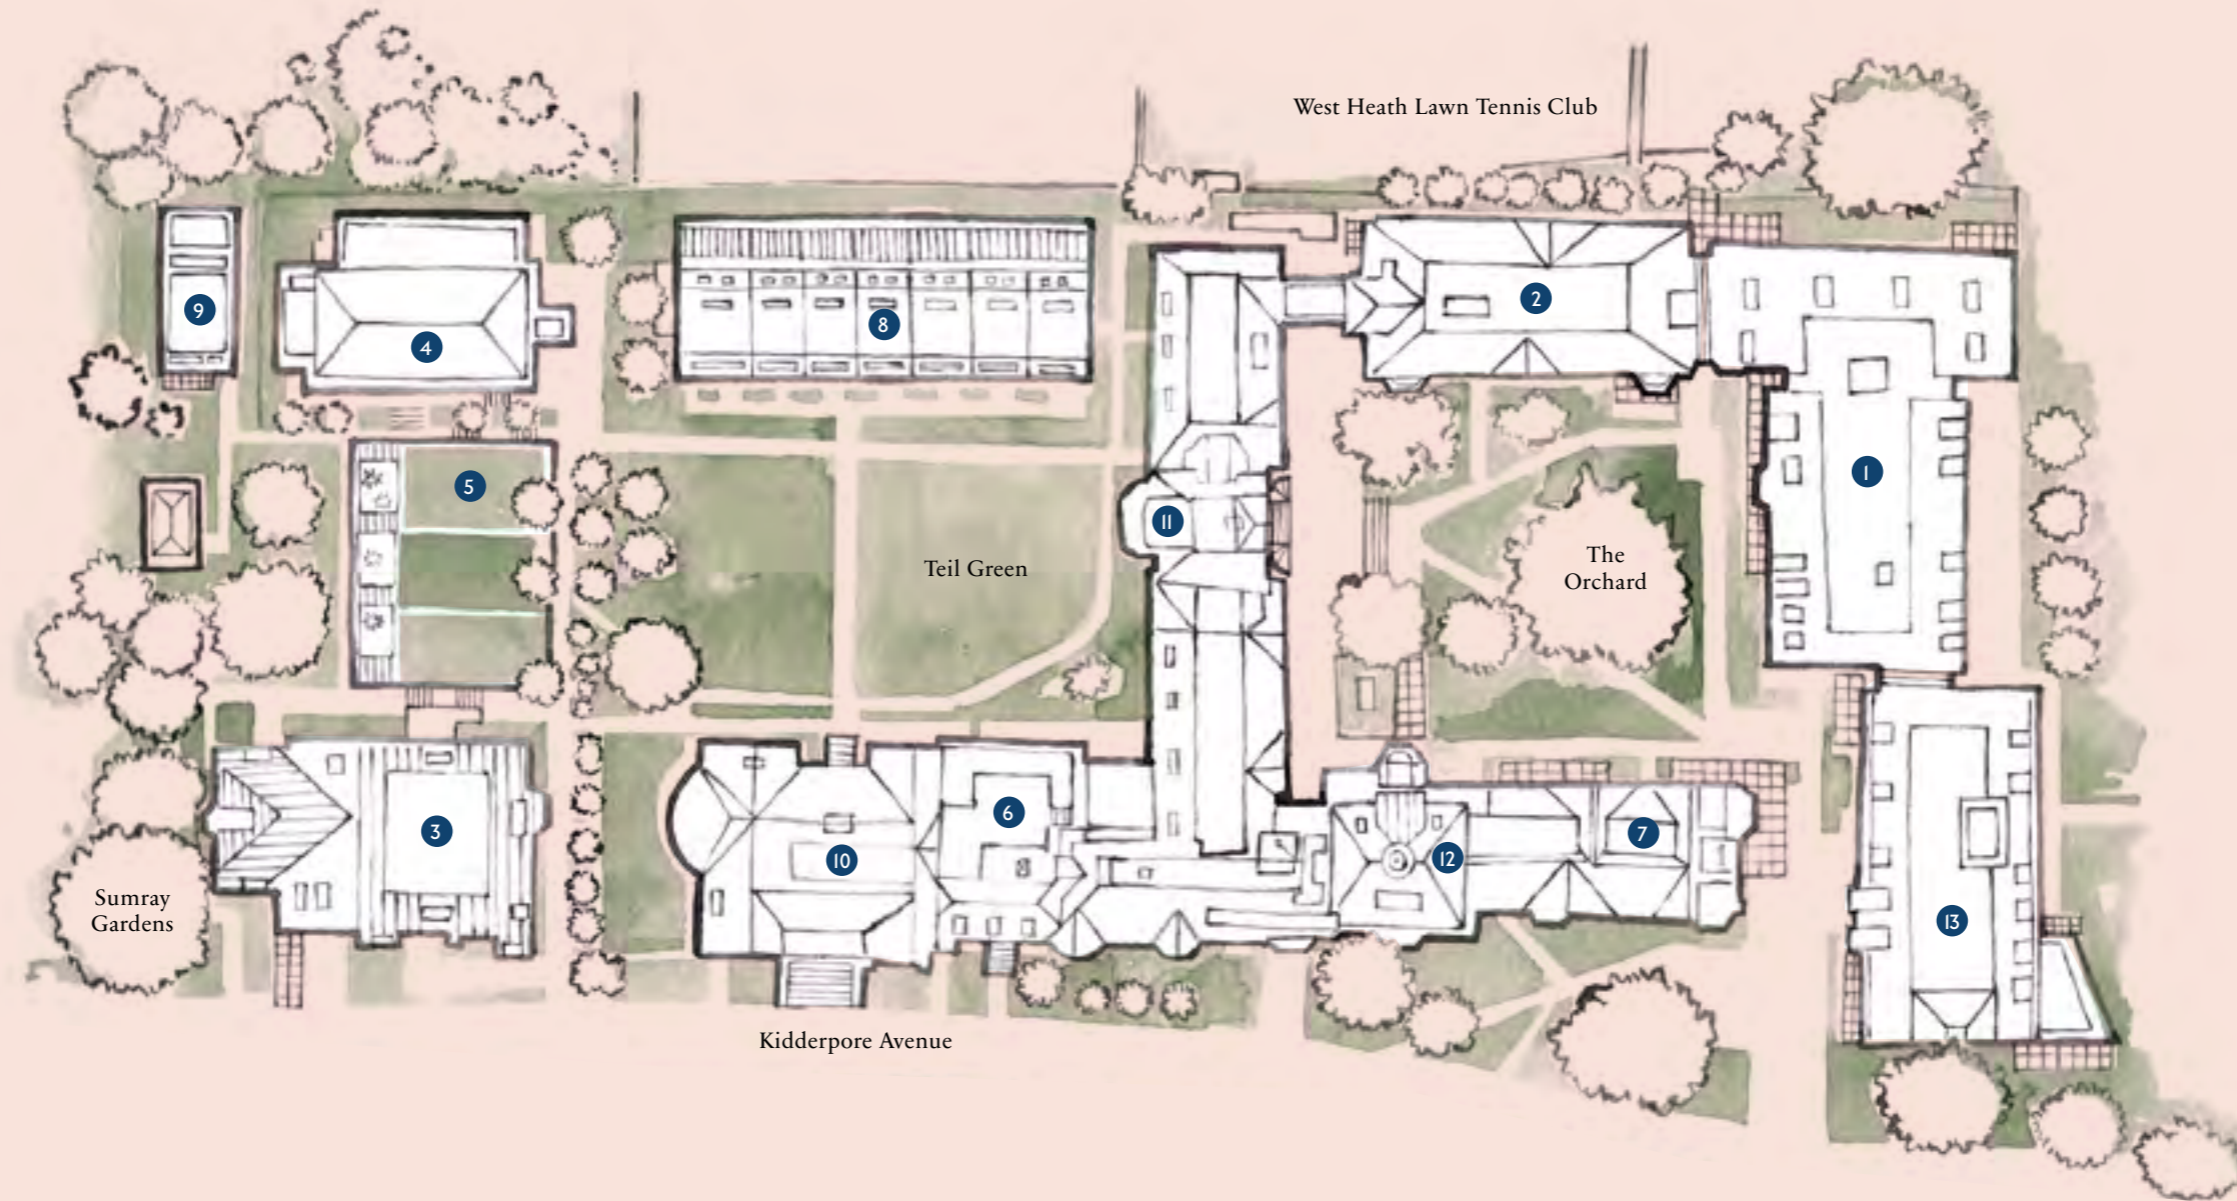 West Heath Lawn Tennis Club
2
9
8
4
1
5
11
Teil Green
The
Orchard
6
3
7
12
10
Sumray
Gardens
13
Kidderpore Avenue